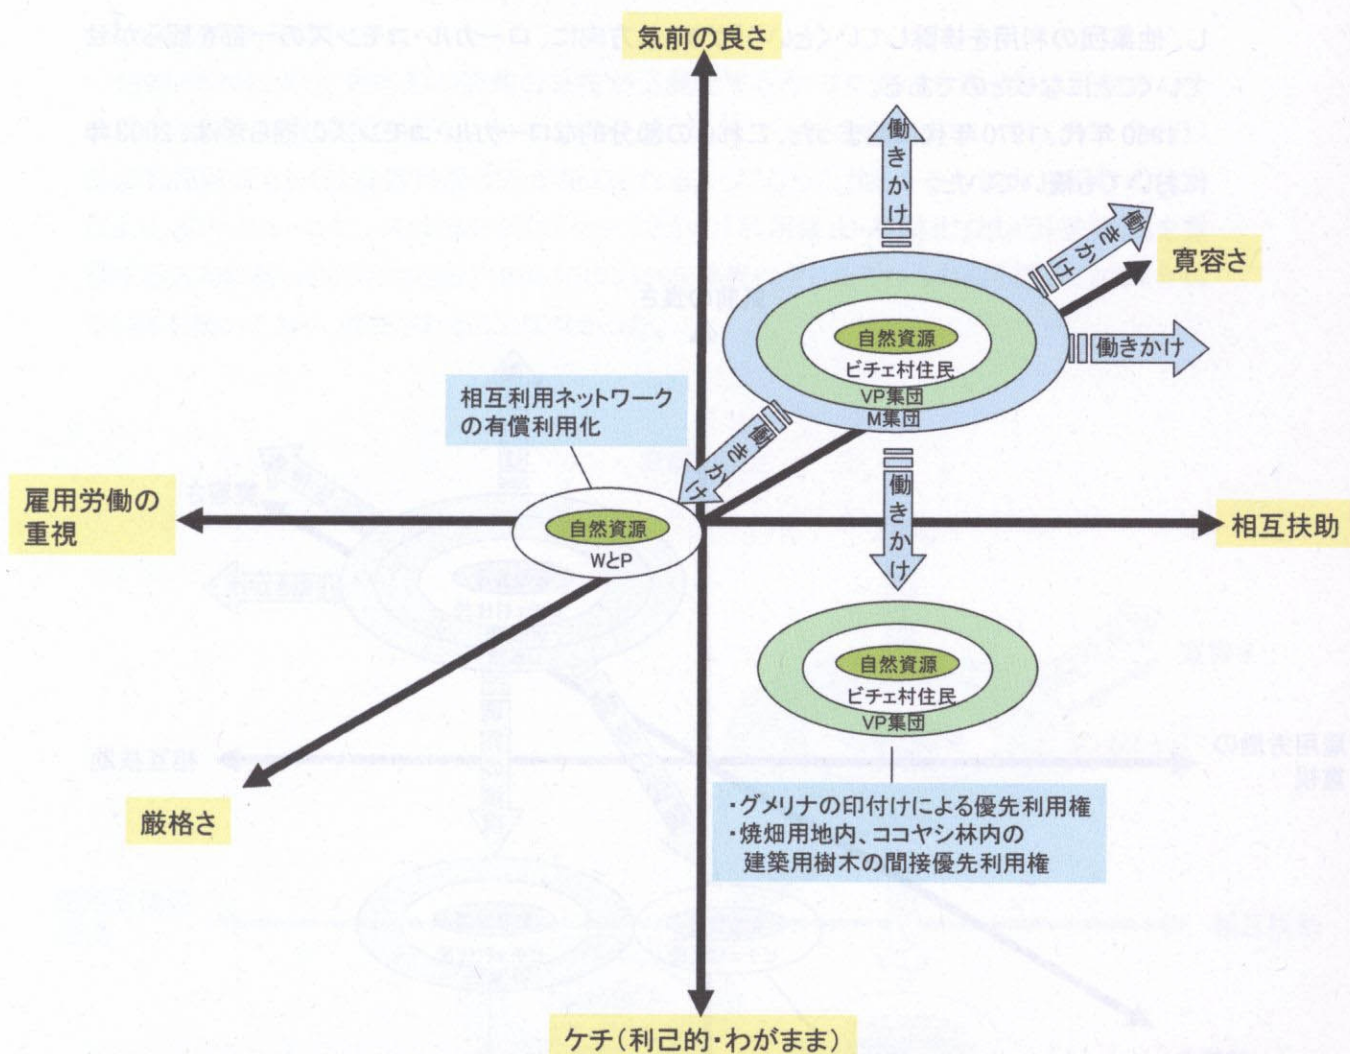 気前の良さ
働きかけ
働きかけ
寛容さ
自然資源
ビチェ村住民
VP集団
M集団
働きかけ
相互利用ネットワーク
の有償利用化
働きかけ
働きかけ
雇用労働の
重視
自然資源
WとP
相互扶助
自然資源
ビチェ村住民
VP集団
・グメリナの印付けによる優先利用権
・焼畑用地内、ココヤシ林内の
建築用樹木の間接優先利用権
厳格さ
ケチ（利己的・わがまま）